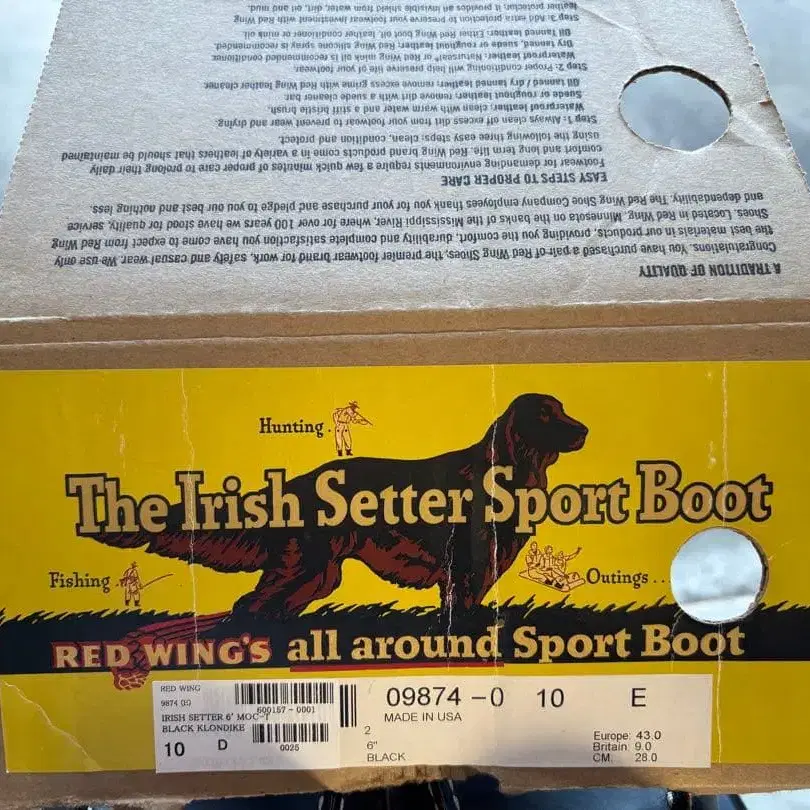 A TRADITION OF QUALITY
Congratulations. You have purchased a pair of Red Wing Shoes, the premier footwear brand for work, safety and casual wear. We use only
the best materials in our products, providing you the comfort, durability and complete satisfaction you have come to expect from Red Wing
Shoes. Located in Red Wing, Minnesota on the banks of the Mississippi River, where for over 100 years we have stood for quality, service
and dependability. The Red Wing Shoe Company employees thank you for your purchase and pledge to you our best and nothing less.
EASY STEPS TO PROPER CARE
Footwear for demanding environments require a few quick minutes of proper care to prolong their daily
comfort and long term life. Red Wing brand products come in a variety of leathers that should be maintained
using the following three easy steps: clean, condition and protect.
Step 1: Always clean off excess dirt from your footwear to prevent wear and drying.
Waterproof leather: clean with warm water and a stiff bristle brush.
Suede or roughout leather: remove dirt with a suede cleaner bar.
Oil tanned / dry tanned leather: remove excess grime with Red Wing leather cleaner.
Step 2: Proper conditioning will help preserve life of your footwear.
Waterproof leather: Naturseal® or Red Wing mink oil is recommended conditioner.
Dry tanned, suede or roughout leather: Red Wing silicone spray is recommended.
Oil Tanned leather: Either Red Wing boot oil, leather conditioner or mink oil.
Step 3: Add extra protection to preserve your footwear investment with Red Wing
leather protectant; it provides an invisible shield from water, dirt, oil and mud.
Hunting.
The Irish Setter Sport Boot
Fishing
Outings...
RED WING'S all around Sport Boot
RED WING
9874
600157 - 0001
IRISH SETTER 6' MOC-T
BLACK KLONDIKE
10 D
0025
09874 -0 10 E
MADE IN USA
2
6"
BLACK
Europe: 43.0
Britain: 9.0
CM. 28.0